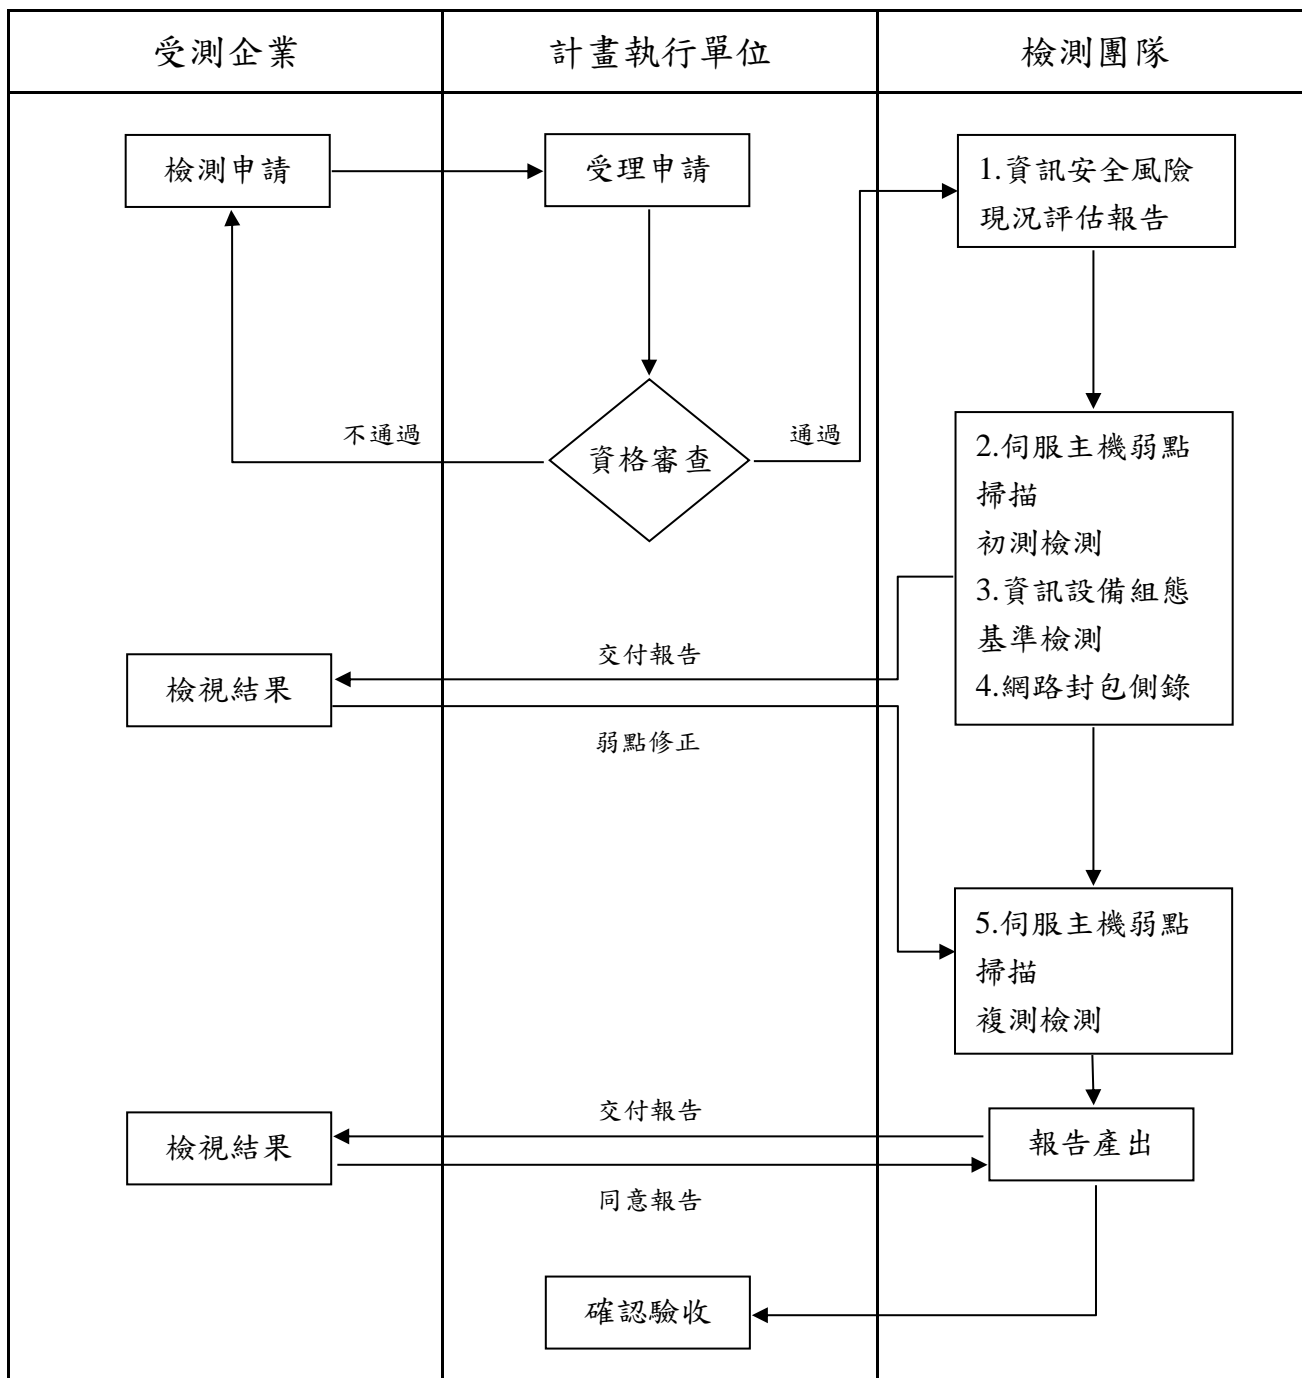 受測企業
計畫執行單位
檢測團隊
檢測申請
受理申請
1.資訊安全風險
現況評估報告
不通過
資格審查
通過
2.伺服主機弱點
掃描
初測檢測
3.資訊設備組態
基準檢測
4.網路封包側錄
交付報告
檢視結果
弱點修正
5.伺服主機弱點
掃描
複測檢測
交付報告
檢視結果
報告產出
同意報告
確認驗收